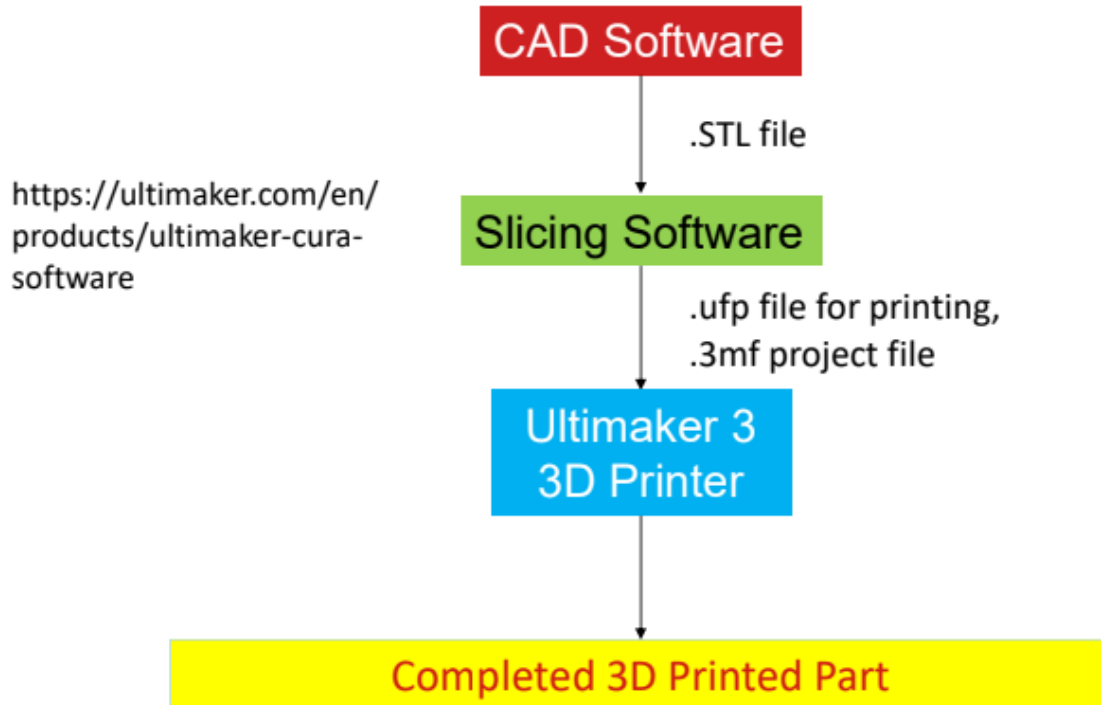 CAD Software
.STL file
https://ultimaker.com/en/
products/ultimaker-cura-
software
Slicing Software
.ufp file for printing,
.3mf project file
Ultimaker 3
3D Printer
Completed 3D Printed Part